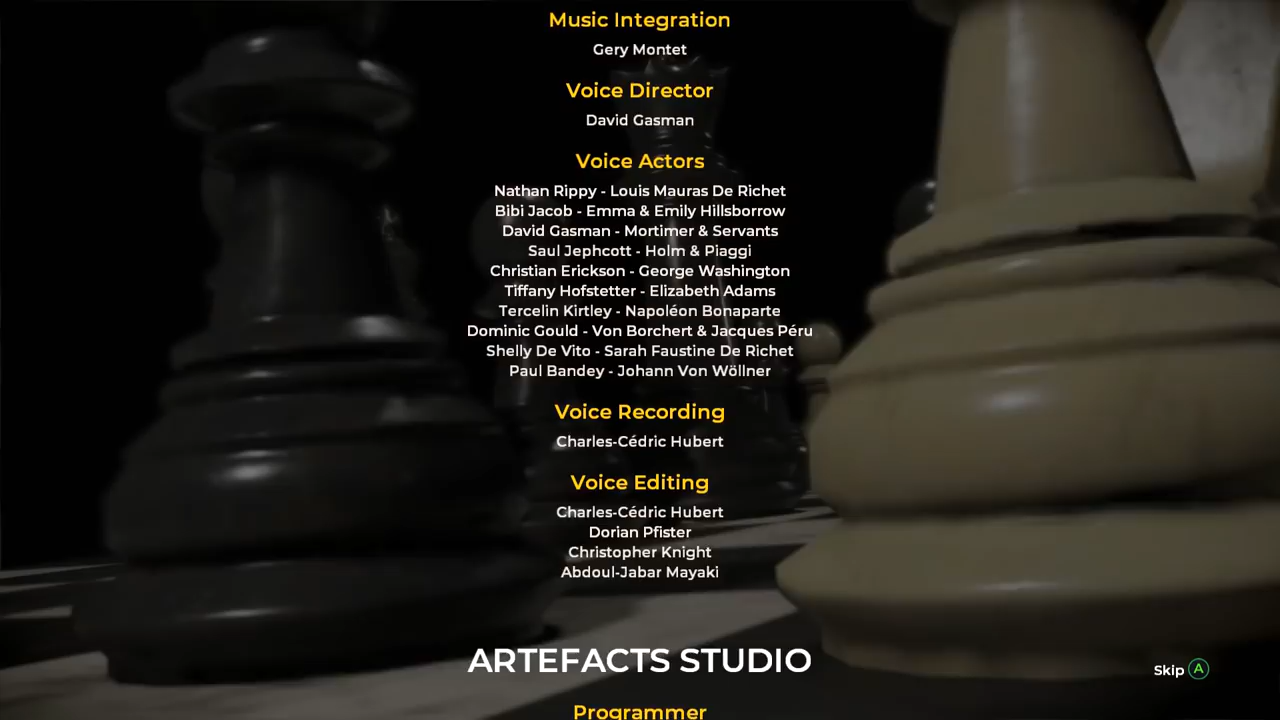 Music Integration
Gery Montet
Voice Director
David Gasman
Voice Actors
Nathan Rippy - Louis Mauras De Richet
Bibi Jacob - Emma & Emily Hillsborrow
David Gasman - Mortimer & Servants
Saul Jephcott - Holm & Piaggi
Christian Erickson - George Washington
Tiffany Hofstetter - Elizabeth Adams
Tercelin Kirtley - Napoléon Bonaparte
Dominic Gould - Von Borchert & Jacques Péru
Shelly De Vito - Sarah Faustine De Richet
Paul Bandey - Johann Von Wöllner
Voice Recording
Charles-Cédric Hubert
Voice Editing
Charles-Cédric Hubert
Dorian Pfister
Christopher Knight
Abdoul-Jabar Mayaki
ARTEFACTS STUDIO
Skip A
Programmer